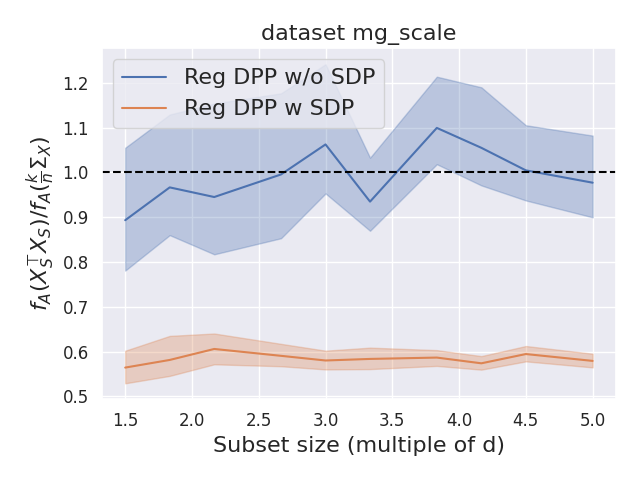 dataset mg_scale
Reg DPP w/o SDP
Reg DPP w SDP
1.2
1.1
1.0
0.9
0.8
0.7
0.6
0.5
f_A(X_S^⊤ X_S)/f_A(\frac{k}{n} Σ_X)
1.5 2.0 2.5 3.0 3.5 4.0 4.5 5.0
Subset size (multiple of d)